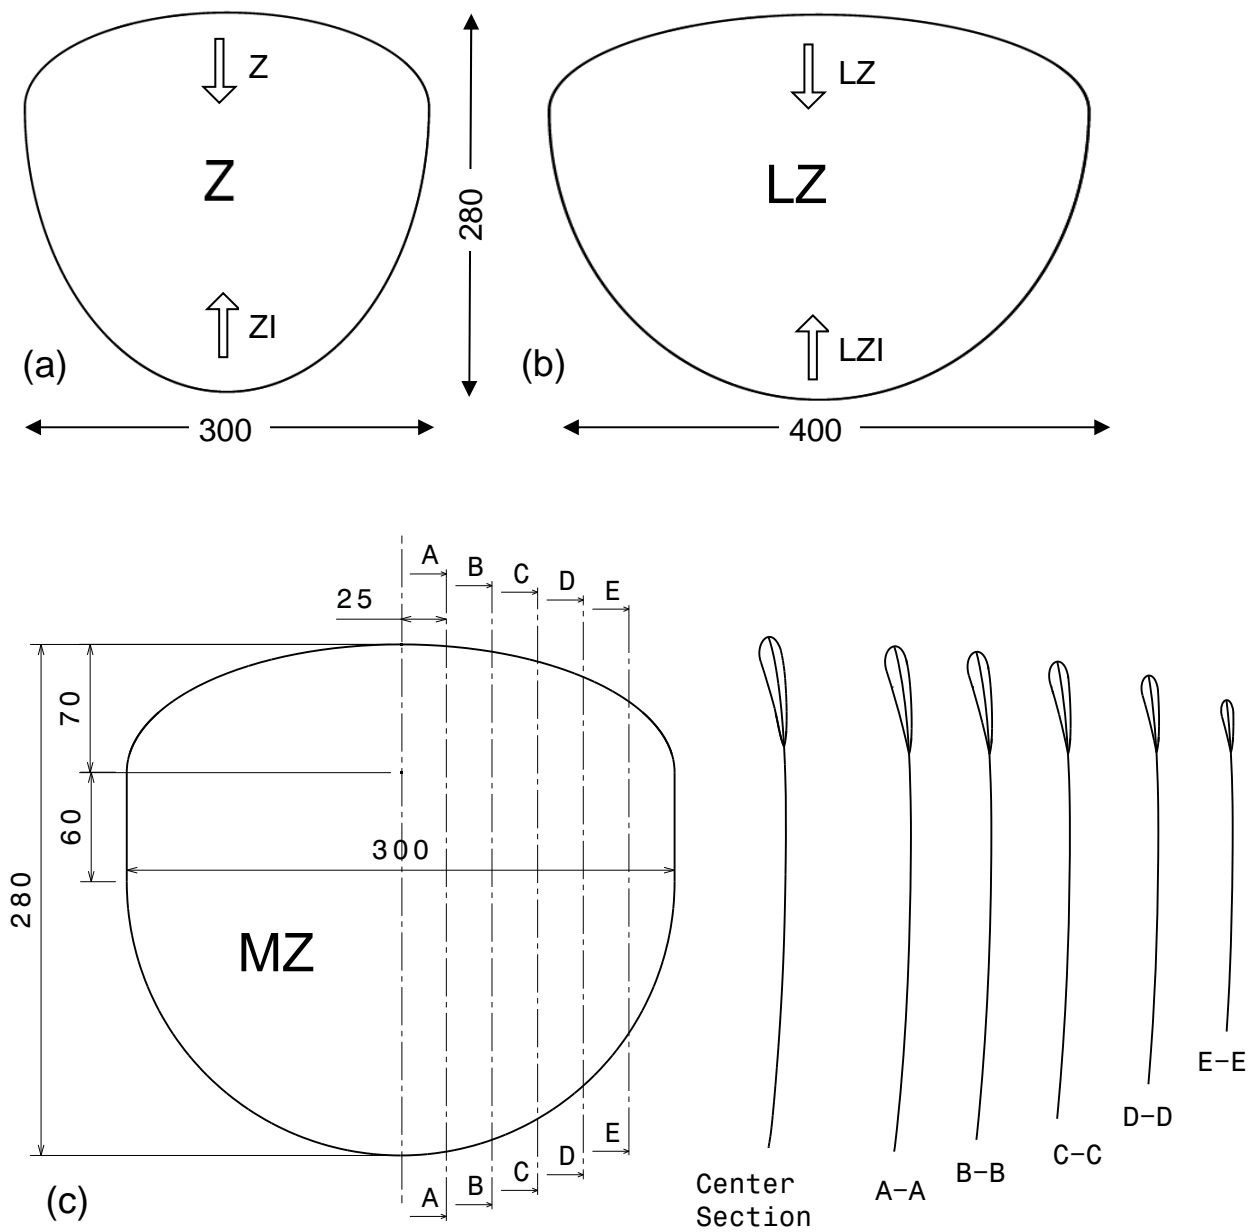 Z
LZ
Z
LZ
280
ZI
LZI
(a)
(b)
300
400
A
B
C
D
E
25
70
60
300
280
MZ
E
D
C
B
A
(c)
E–E
D–D
C–C
B–B
A–A
Center
Section